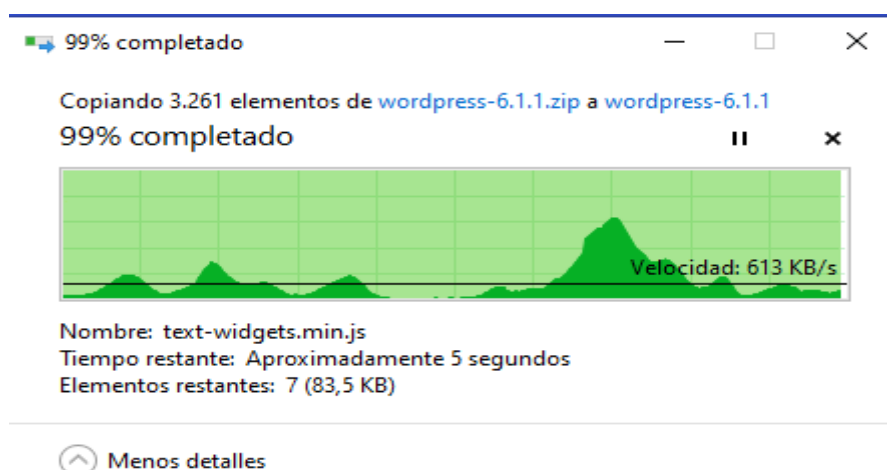 99% completado
Copiando 3.261 elementos de wordpress-6.1.1.zip a wordpress-6.1.1
99% completado
Velocidad: 613 KB/s
Nombre: text-widgets.min.js
Tiempo restante: Aproximadamente 5 segundos
Elementos restantes: 7 (83,5 KB)
Menos detalles